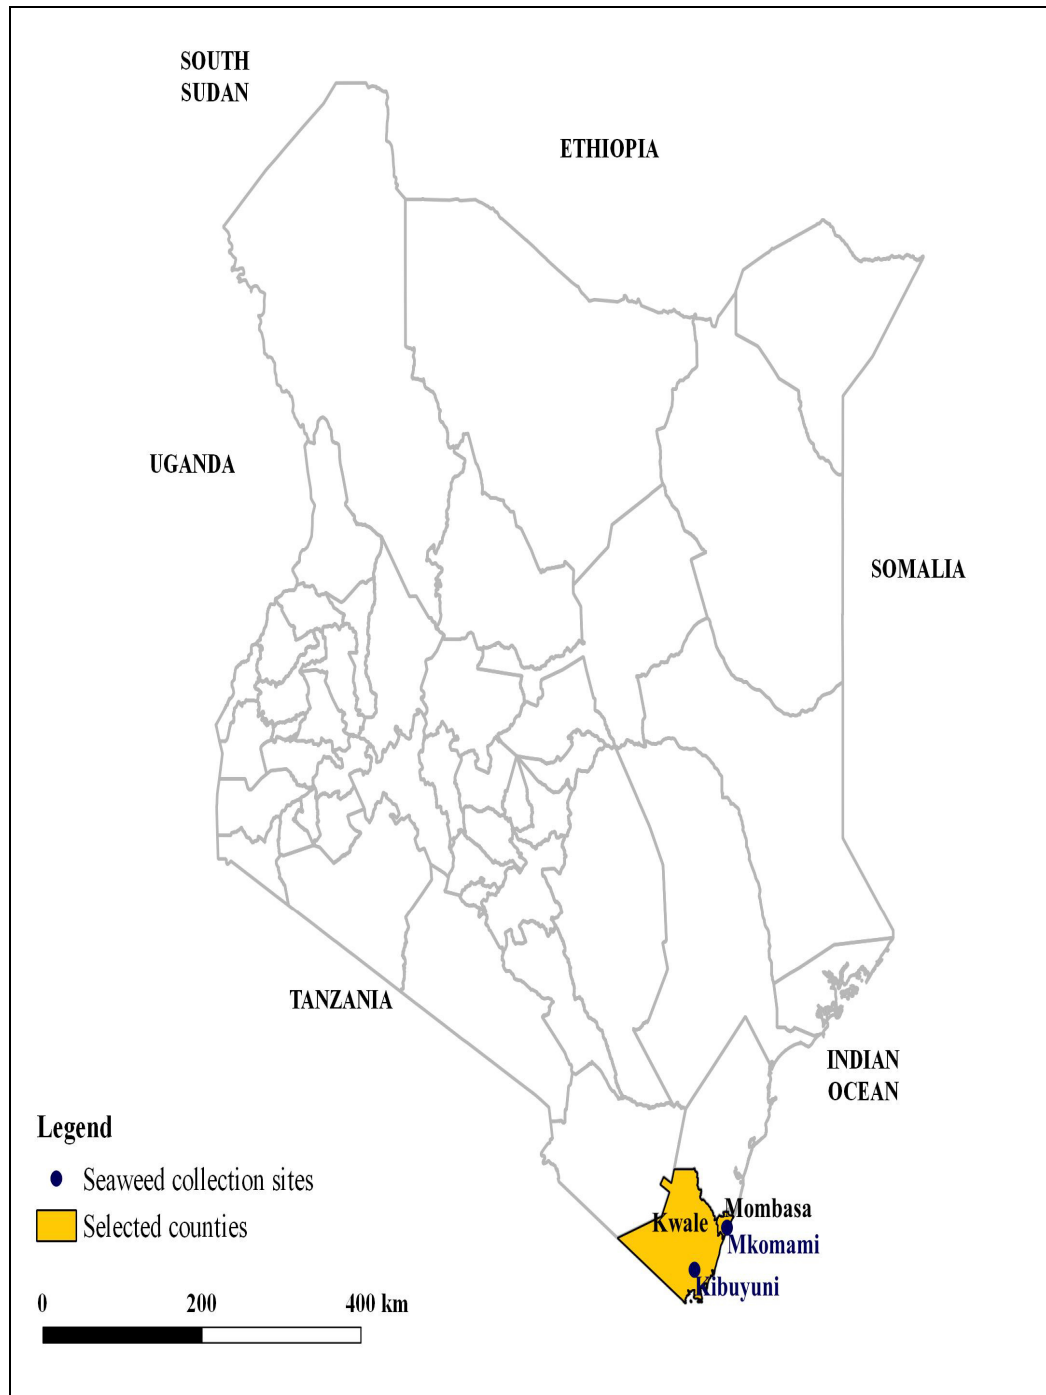 SOUTH
SUDAN
ETHIOPIA
UGANDA
SOMALIA
TANZANIA
INDIAN
OCEAN
Legend
Seaweed collection sites
Selected counties
Mombasa
Kwale
Mkomami
Kibuyuni
0 200 400 km